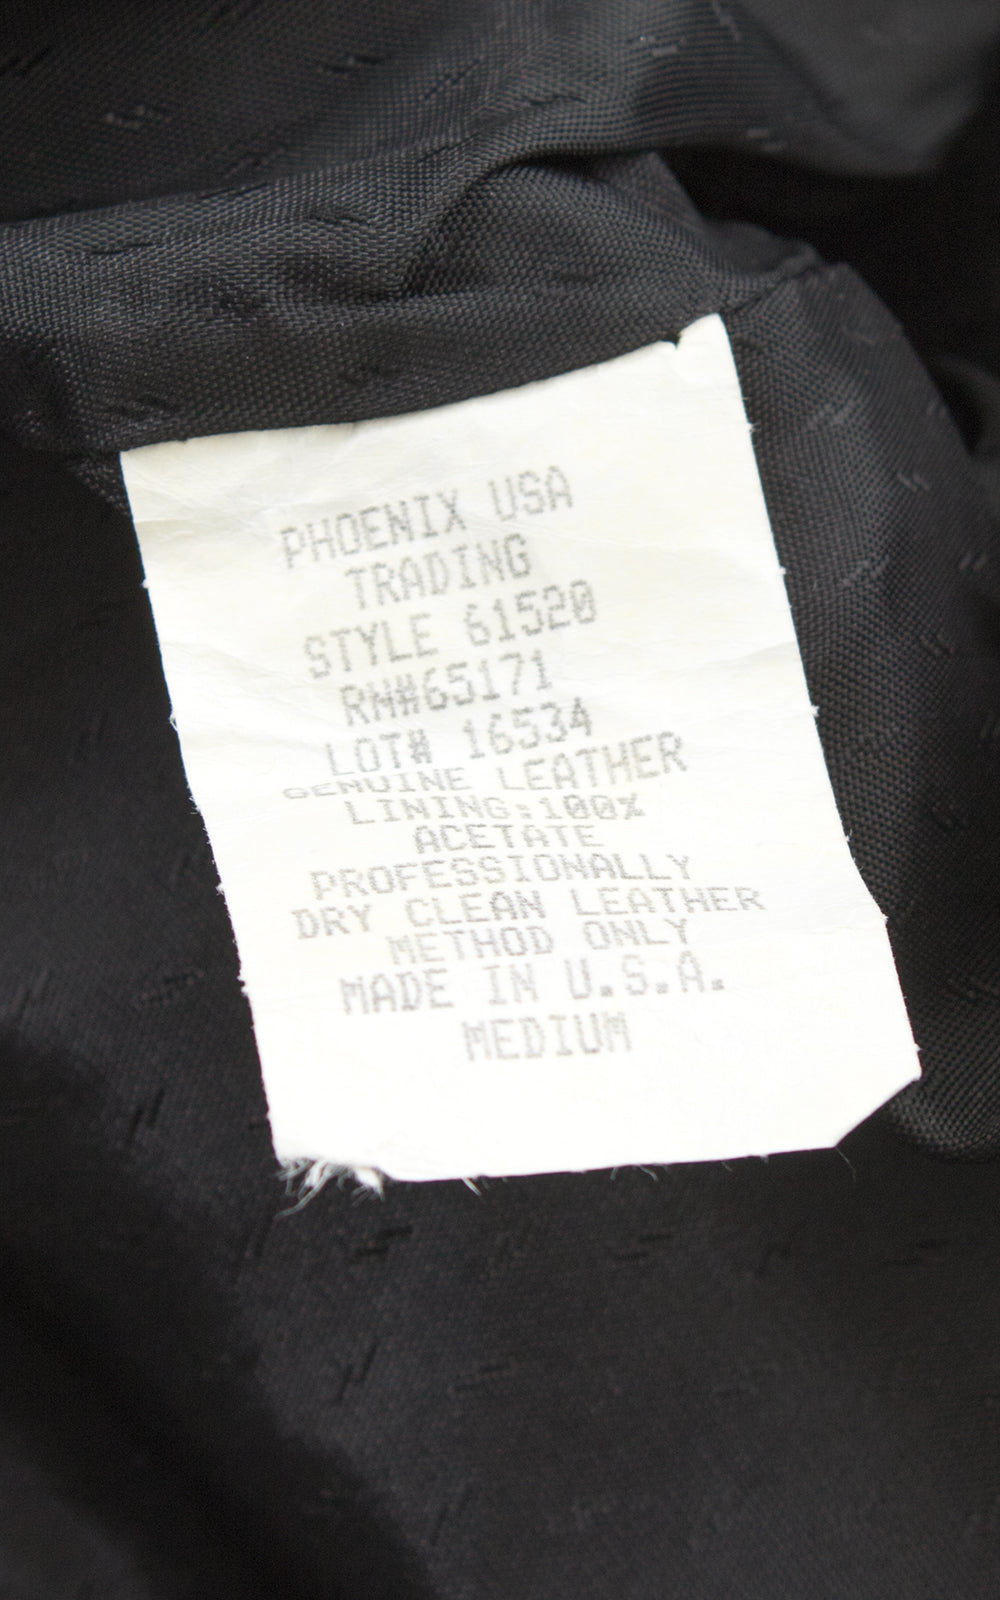 PHOENIX USA
TRADING
STYLE 61520
RN#65171
LOT# 16534
GENUINE LEATHER
LINING:100%
ACETATE
PROFESSIONALLY
DRY CLEAN LEATHER
METHOD ONLY
MADE IN U.S.A.
MEDIUM